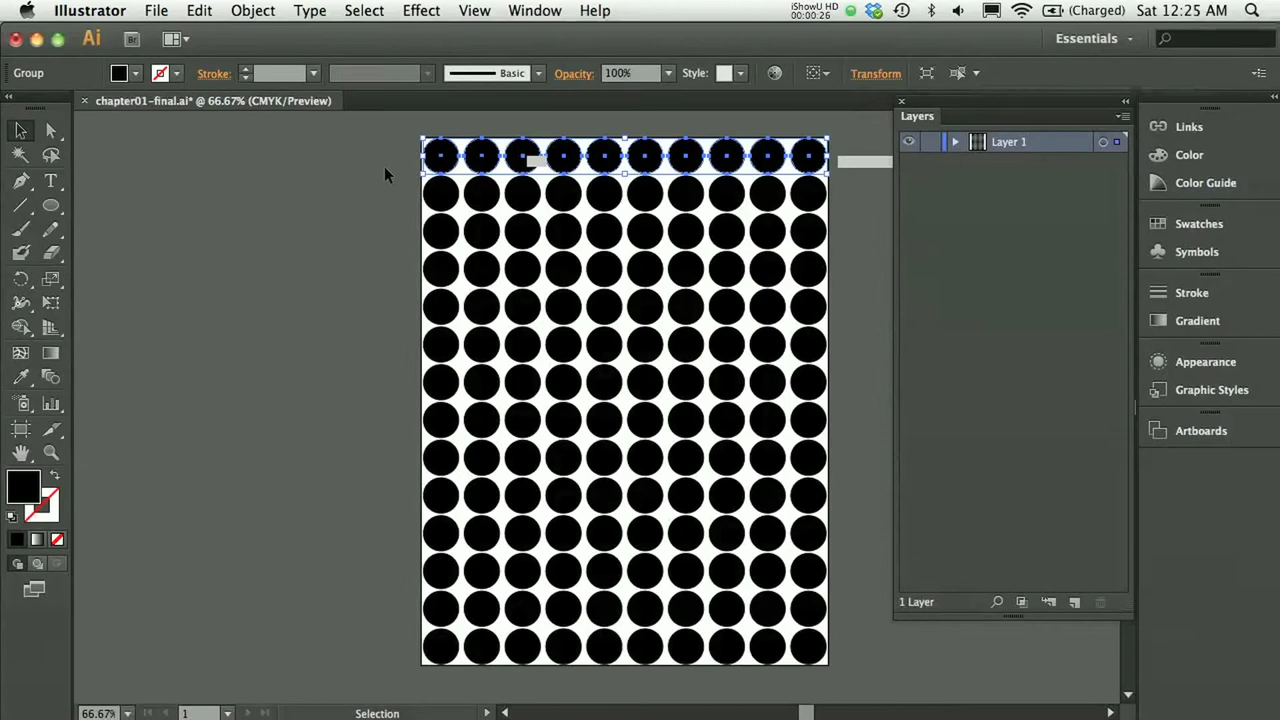 Illustrator File Edit Object Type Select Effect View Window Help iShowU HD 00:00:26 (Charged) Sat 12:25 AM
Ai Br Essentials
Group Stroke: Basic Opacity: 100% Style: Transform
chapter01-final.ai* @ 66.67% (CMYK/Preview)
Layers
Layer 1
Links
Color
Color Guide
Swatches
Symbols
Stroke
Gradient
Appearance
Graphic Styles
Artboards
1 Layer
66.67% 1 Selection